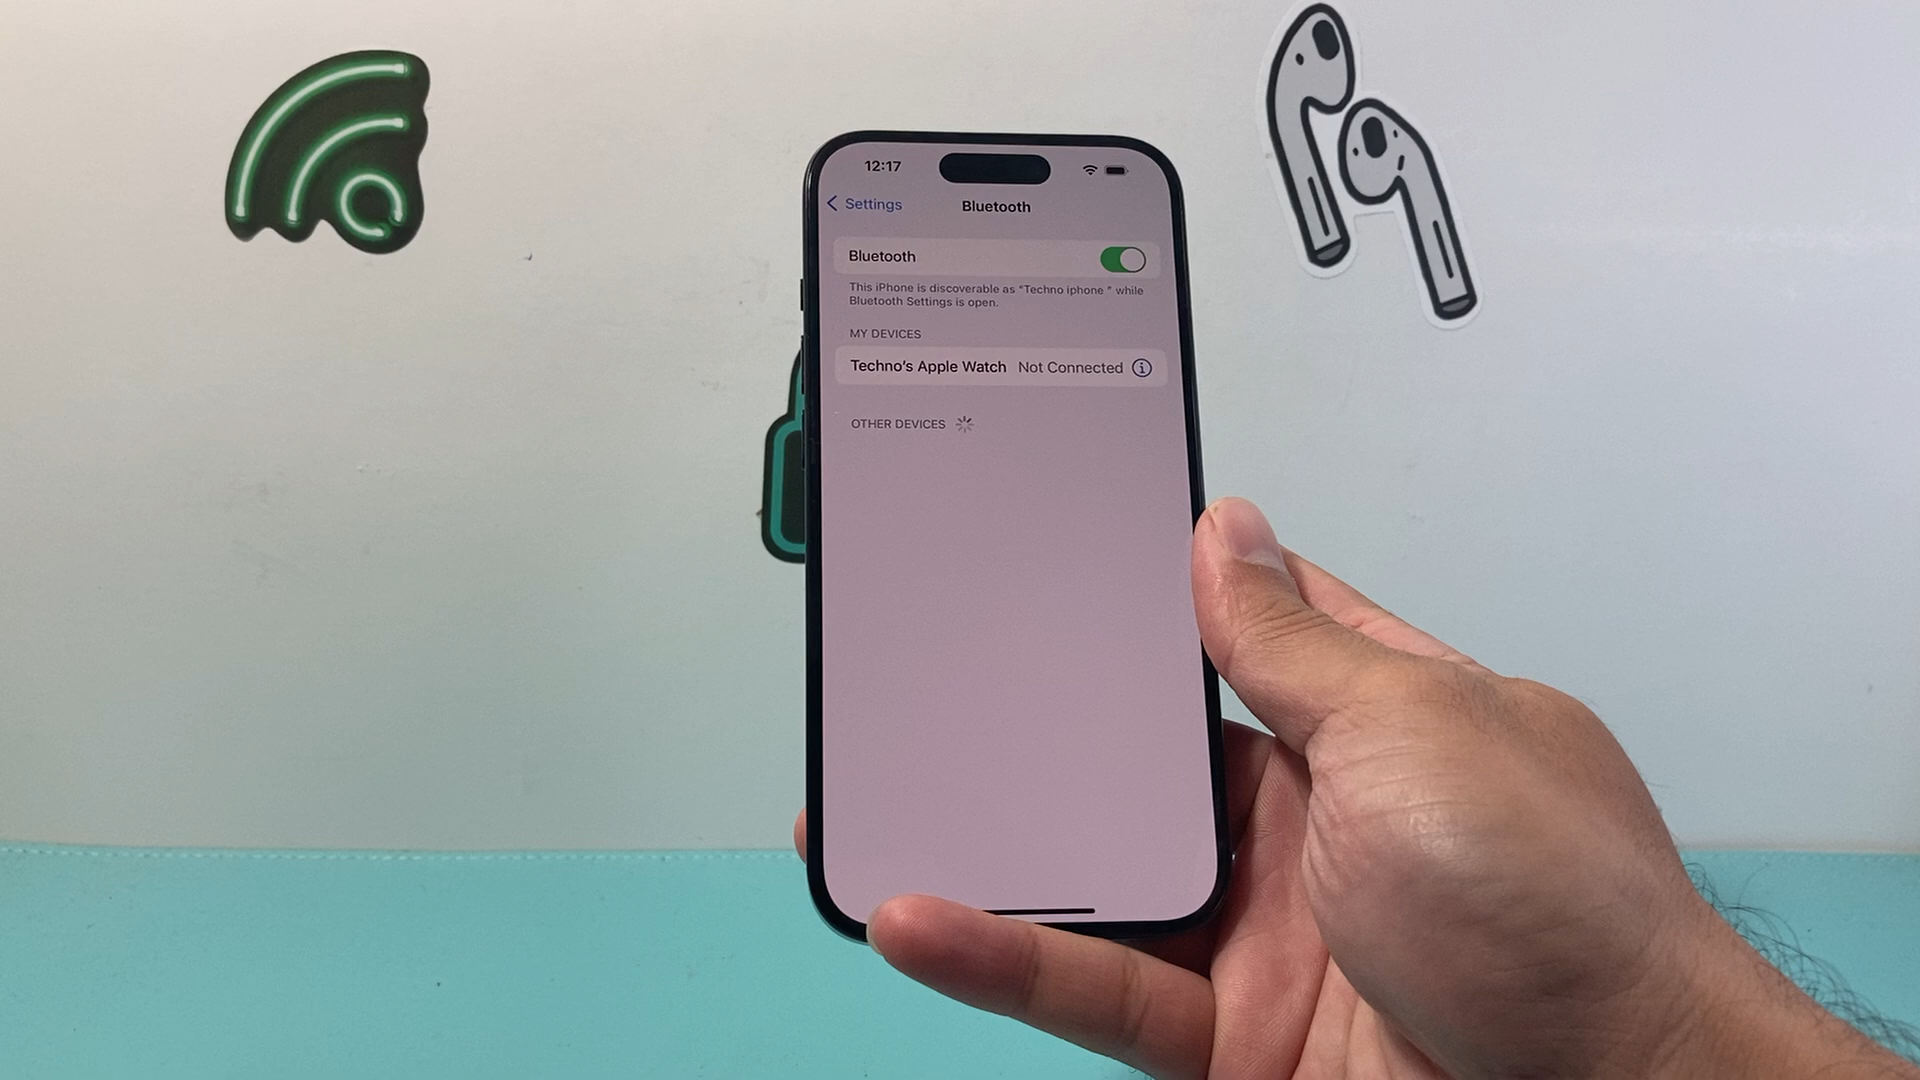 12:17
Settings
Bluetooth
Bluetooth
This iPhone is discoverable as “Techno iphone ” while
Bluetooth Settings is open.
MY DEVICES
Techno’s Apple Watch Not Connected
OTHER DEVICES